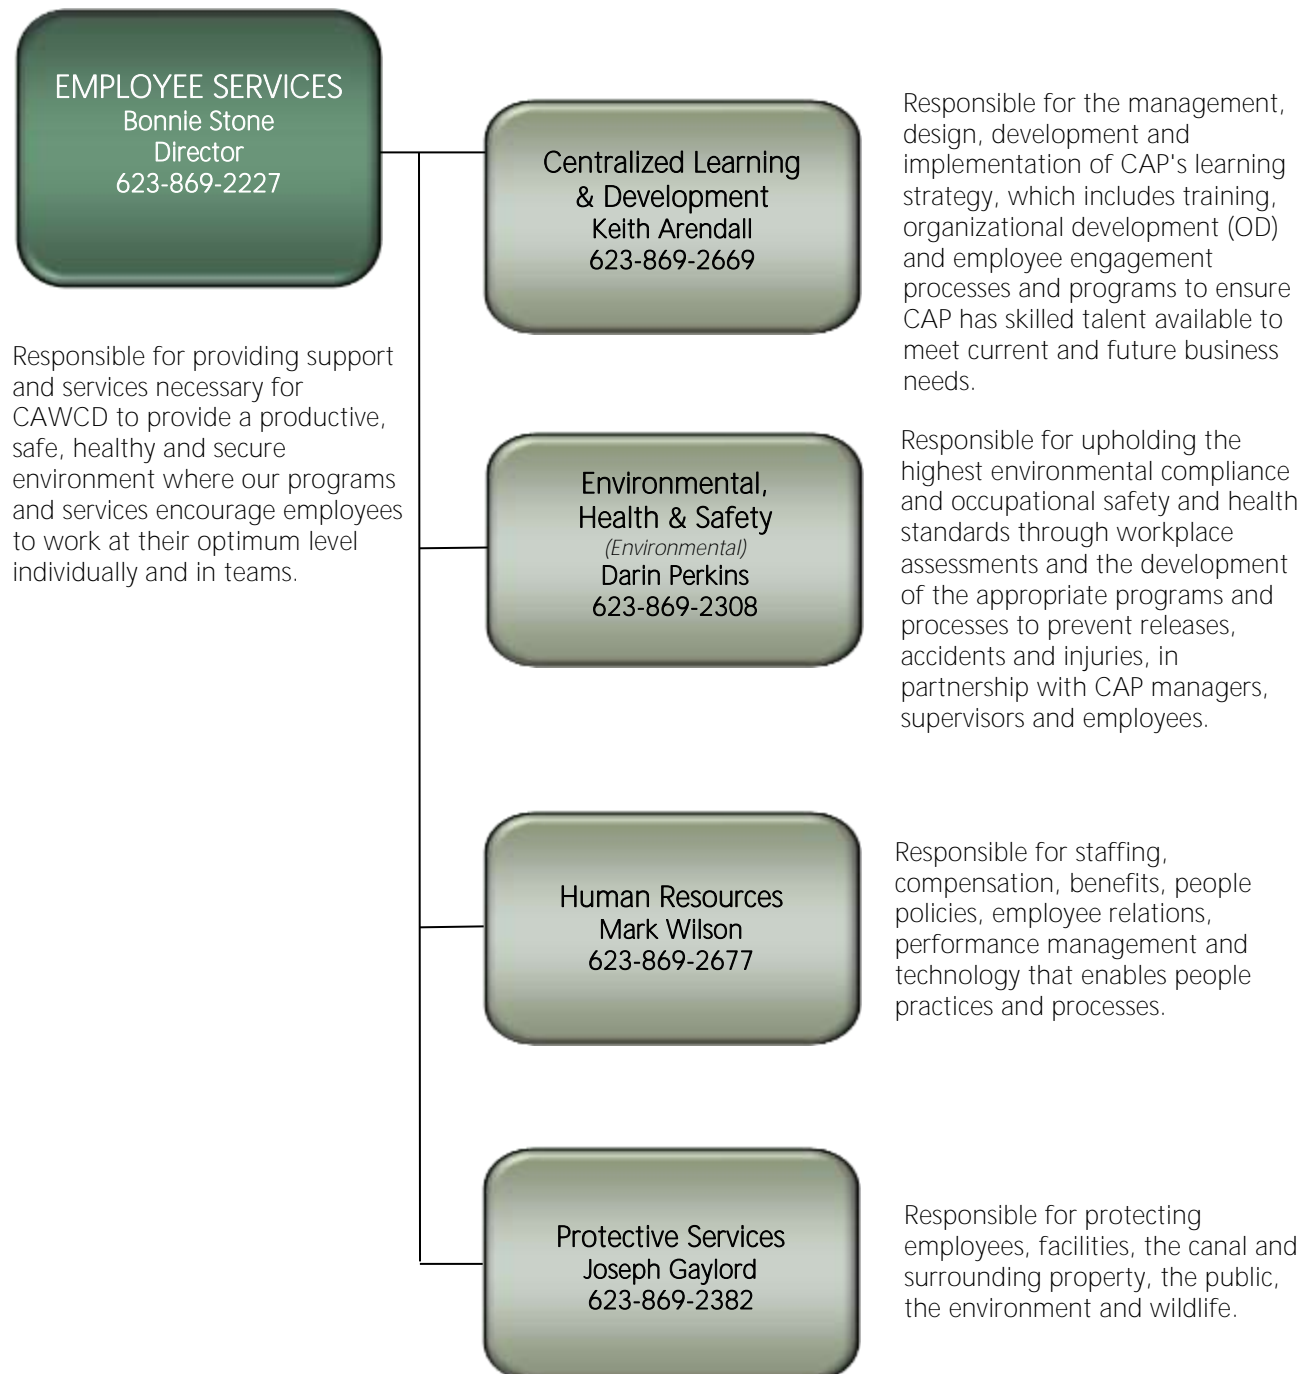 EMPLOYEE SERVICES
Bonnie Stone
Director
623-869-2227
Responsible for providing support
and services necessary for
CAWCD to provide a productive,
safe, healthy and secure
environment where our programs
and services encourage employees
to work at their optimum level
individually and in teams.
Centralized Learning
& Development
Keith Arendall
623-869-2669
Responsible for the management,
design, development and
implementation of CAP's learning
strategy, which includes training,
organizational development (OD)
and employee engagement
processes and programs to ensure
CAP has skilled talent available to
meet current and future business
needs.
Environmental,
Health & Safety
(Environmental)
Darin Perkins
623-869-2308
Responsible for upholding the
highest environmental compliance
and occupational safety and health
standards through workplace
assessments and the development
of the appropriate programs and
processes to prevent releases,
accidents and injuries, in
partnership with CAP managers,
supervisors and employees.
Human Resources
Mark Wilson
623-869-2677
Responsible for staffing,
compensation, benefits, people
policies, employee relations,
performance management and
technology that enables people
practices and processes.
Protective Services
Joseph Gaylord
623-869-2382
Responsible for protecting
employees, facilities, the canal and
surrounding property, the public,
the environment and wildlife.